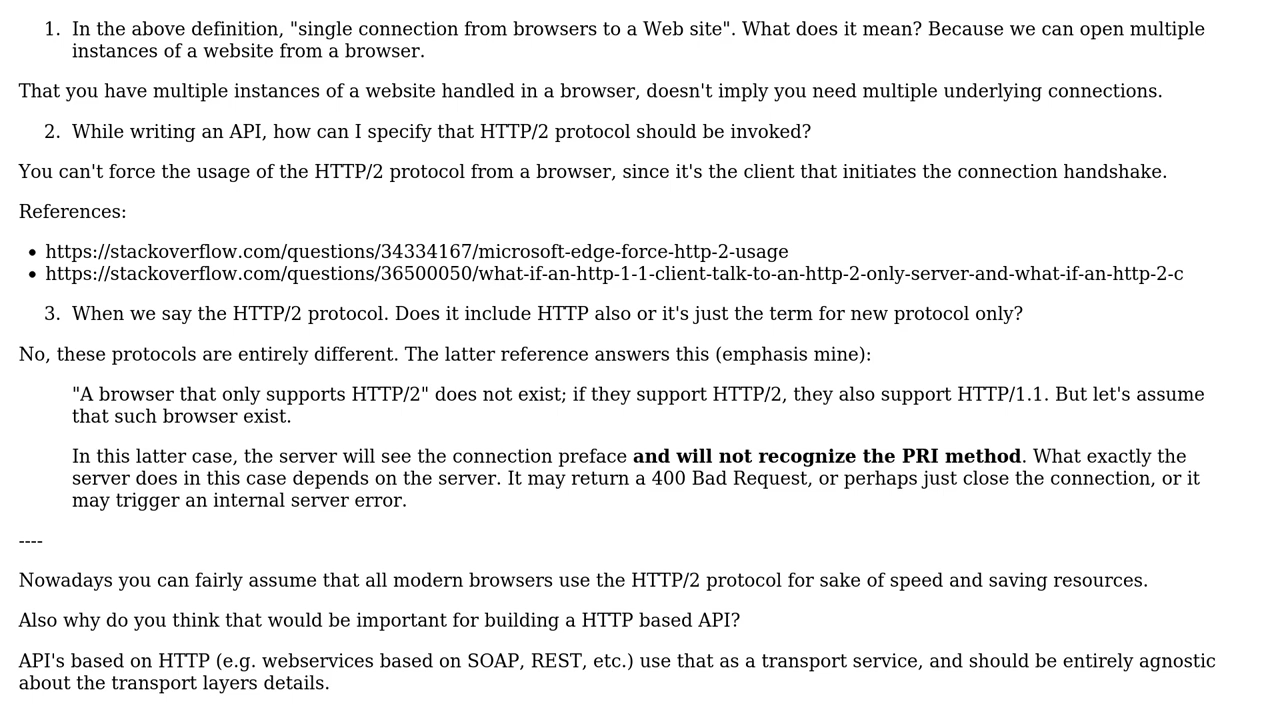 1. In the above definition, "single connection from browsers to a Web site". What does it mean? Because we can open multiple
instances of a website from a browser.
That you have multiple instances of a website handled in a browser, doesn't imply you need multiple underlying connections.
2. While writing an API, how can I specify that HTTP/2 protocol should be invoked?
You can't force the usage of the HTTP/2 protocol from a browser, since it's the client that initiates the connection handshake.
References:
• https://stackoverflow.com/questions/34334167/microsoft-edge-force-http-2-usage
• https://stackoverflow.com/questions/36500050/what-if-an-http-1-1-client-talk-to-an-http-2-only-server-and-what-if-an-http-2-c
3. When we say the HTTP/2 protocol. Does it include HTTP also or it's just the term for new protocol only?
No, these protocols are entirely different. The latter reference answers this (emphasis mine):
"A browser that only supports HTTP/2" does not exist; if they support HTTP/2, they also support HTTP/1.1. But let's assume
that such browser exist.
In this latter case, the server will see the connection preface and will not recognize the PRI method. What exactly the
server does in this case depends on the server. It may return a 400 Bad Request, or perhaps just close the connection, or it
may trigger an internal server error.
----
Nowadays you can fairly assume that all modern browsers use the HTTP/2 protocol for sake of speed and saving resources.
Also why do you think that would be important for building a HTTP based API?
API's based on HTTP (e.g. webservices based on SOAP, REST, etc.) use that as a transport service, and should be entirely agnostic
about the transport layers details.